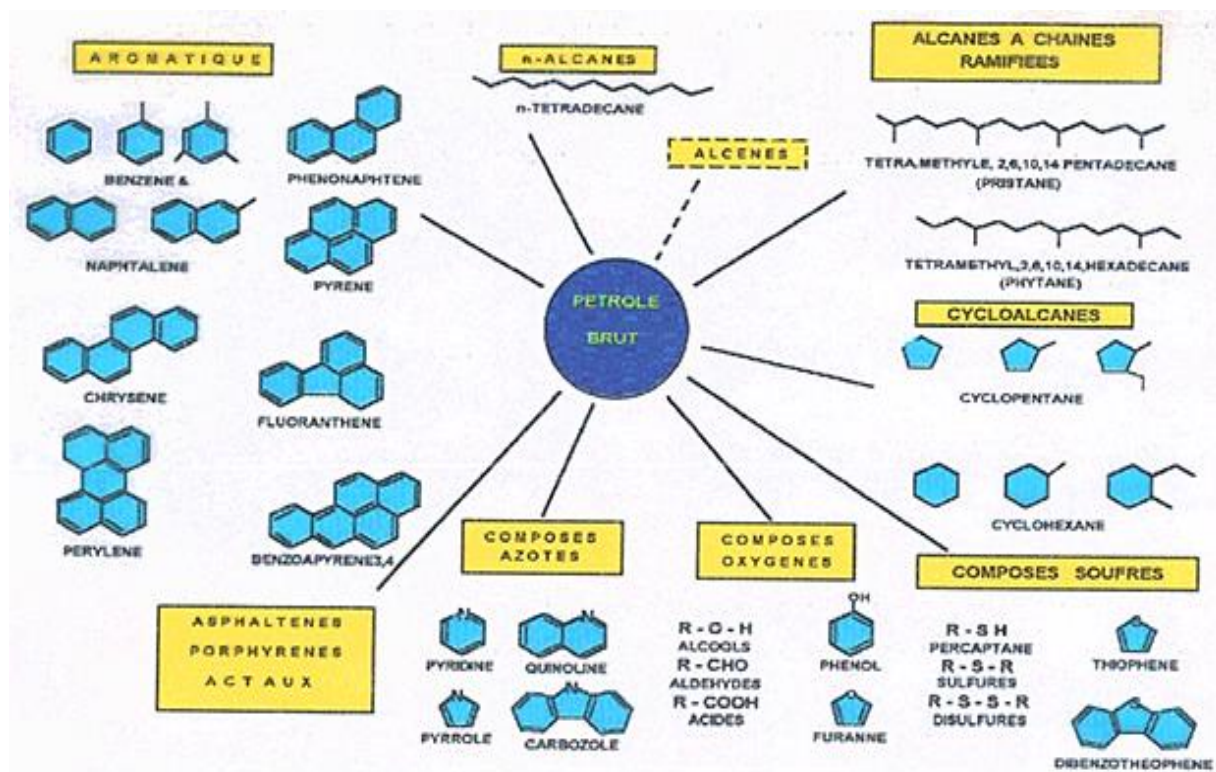 AROMATIQUE
BENZENE &
PHENONAPHTENE
NAPHTALENE
PYRENE
CHRYSENE
FLUORANTHENE
PERYLENE
BENZOAPYRENE3,4
n-ALCANES
n-TETRADECANE
ALCENES
ALCANES A CHAINES
RAMIFIEES
TETRA,METHYLE, 2,6,10,14 PENTADECANE
(PRISTANE)
TETRAMETHYL,2,6,10,14,HEXADECANE
(PHYTANE)
CYCLOALCANES
CYCLOPENTANE
CYCLOHEXANE
PETROLE
BRUT
ASPHALTENES
PORPHYRENES
ACTAUX
COMPOSES
AZOTES
N
PYRIDINE
N
QUINOLINE
N
PYRROLE
N
CARBOZOLE
COMPOSES
OXYGENES
R - O - H
ALCOOLS
R - CHO
ALDEHYDES
R - COOH
ACIDES
OH
PHENOL
FURANNE
COMPOSES SOUFRES
R - SH
PERCAPTANE
R - S - R
SULFURES
R - S - S - R
DISULFURES
S
THIOPHENE
S
DIBENZOTHEOPHENE